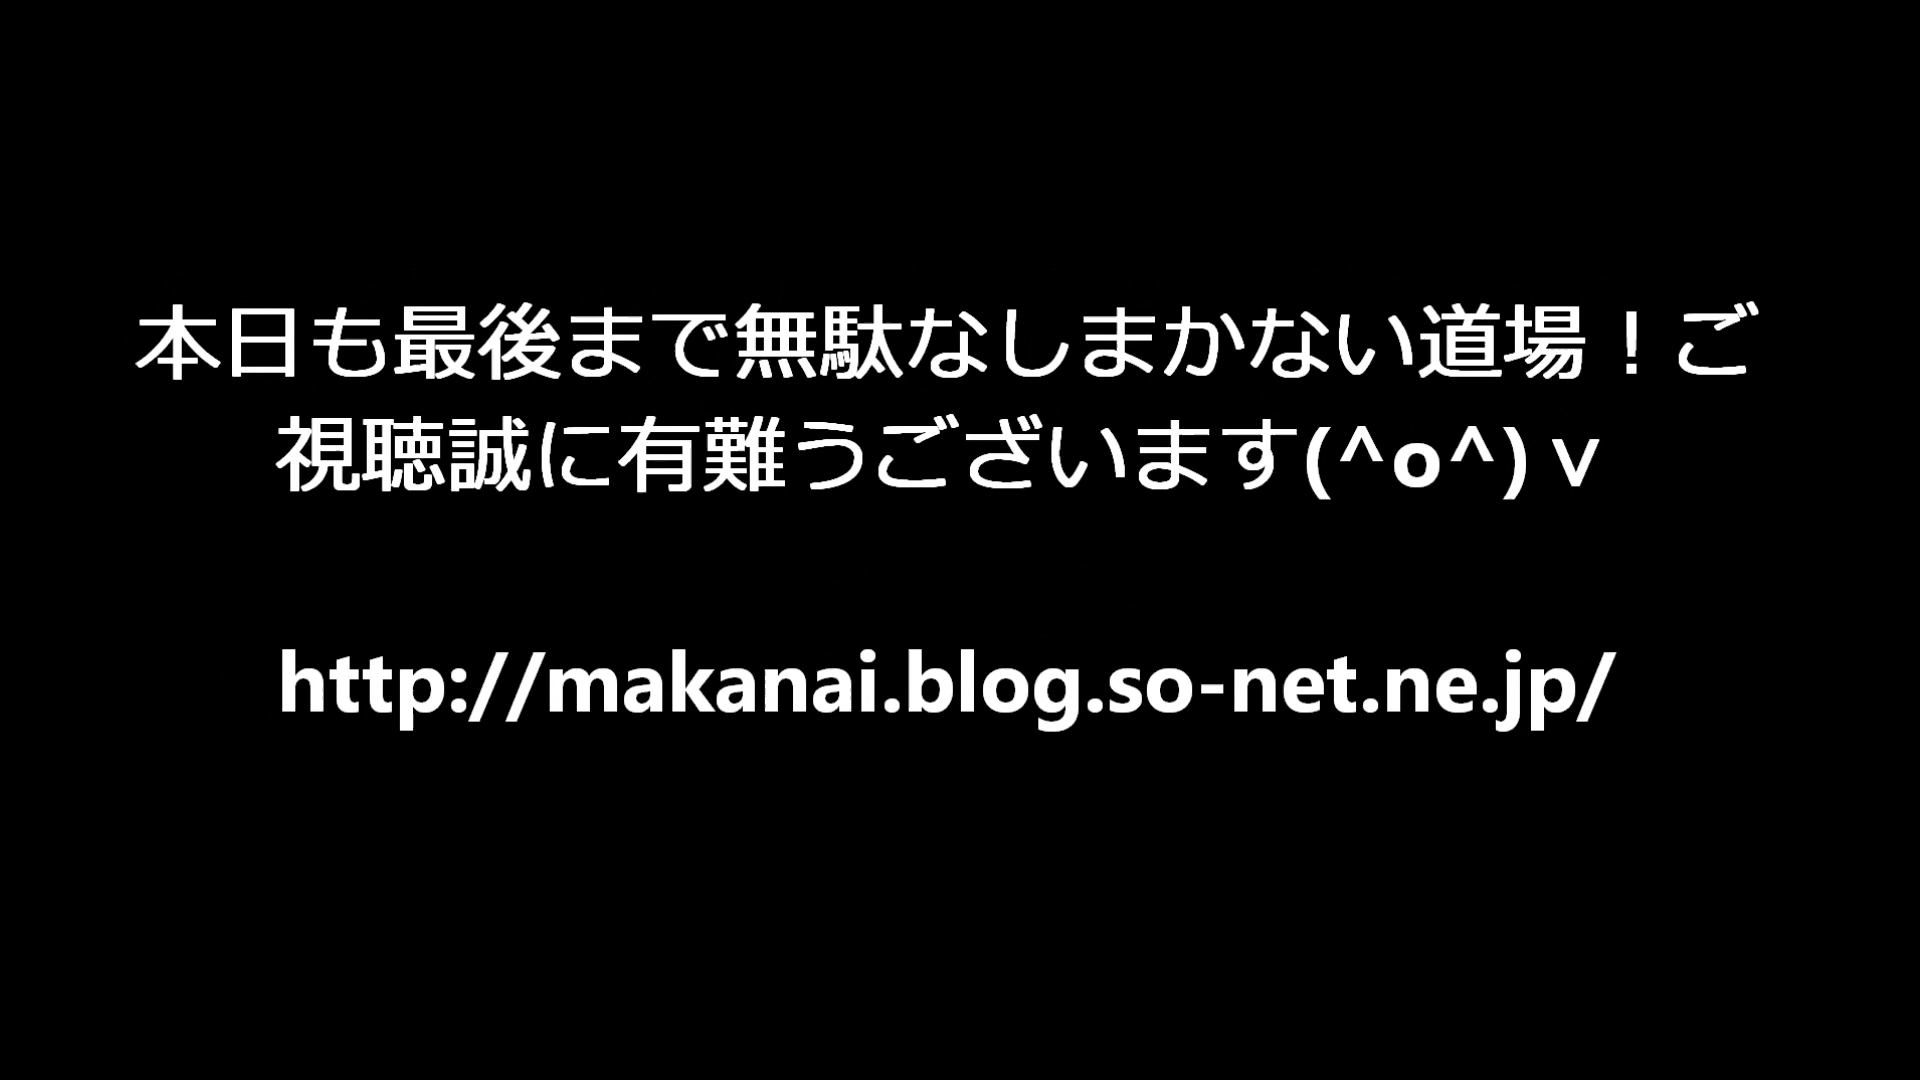 本日も最後まで無駄なしまかない道場！ご
視聴誠に有難うございます(^o^)ｖ
http://makanai.blog.so-net.ne.jp/